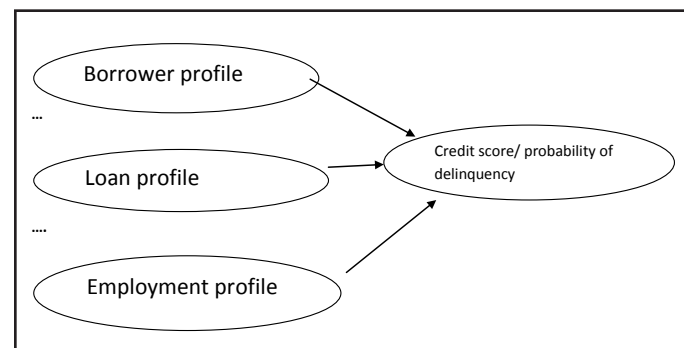 Borrower profile
...
Loan profile
....
Employment profile
Credit score/ probability of
delinquency